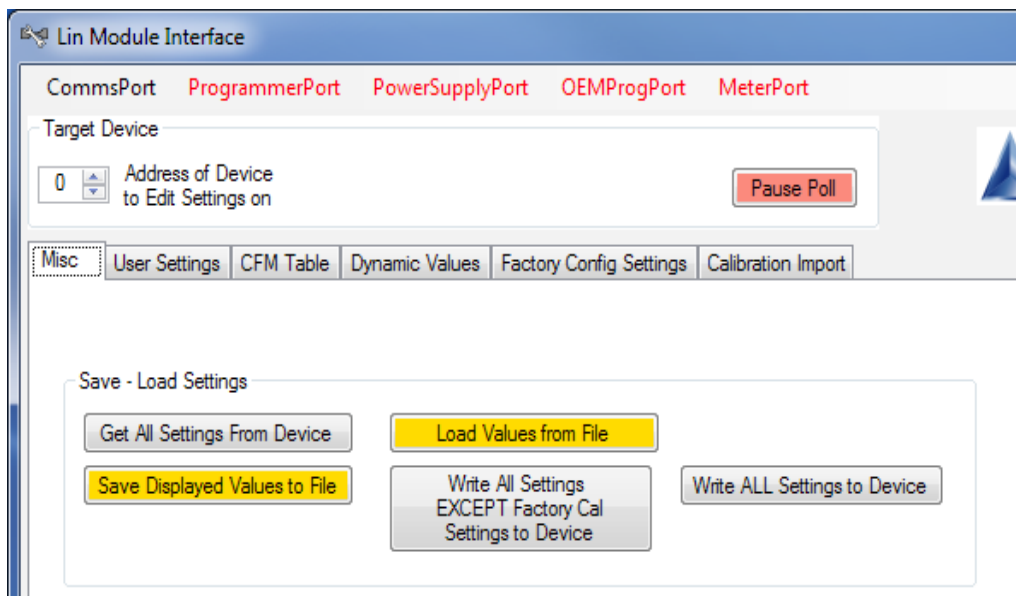 Lin Module Interface
CommsPort ProgrammerPort PowerSupplyPort OEMProgPort MeterPort
Target Device
0
Address of Device
to Edit Settings on
Pause Poll
Misc User Settings CFM Table Dynamic Values Factory Config Settings Calibration Import
Save - Load Settings
Get All Settings From Device
Load Values from File
Save Displayed Values to File
Write All Settings
EXCEPT Factory Cal
Settings to Device
Write ALL Settings to Device